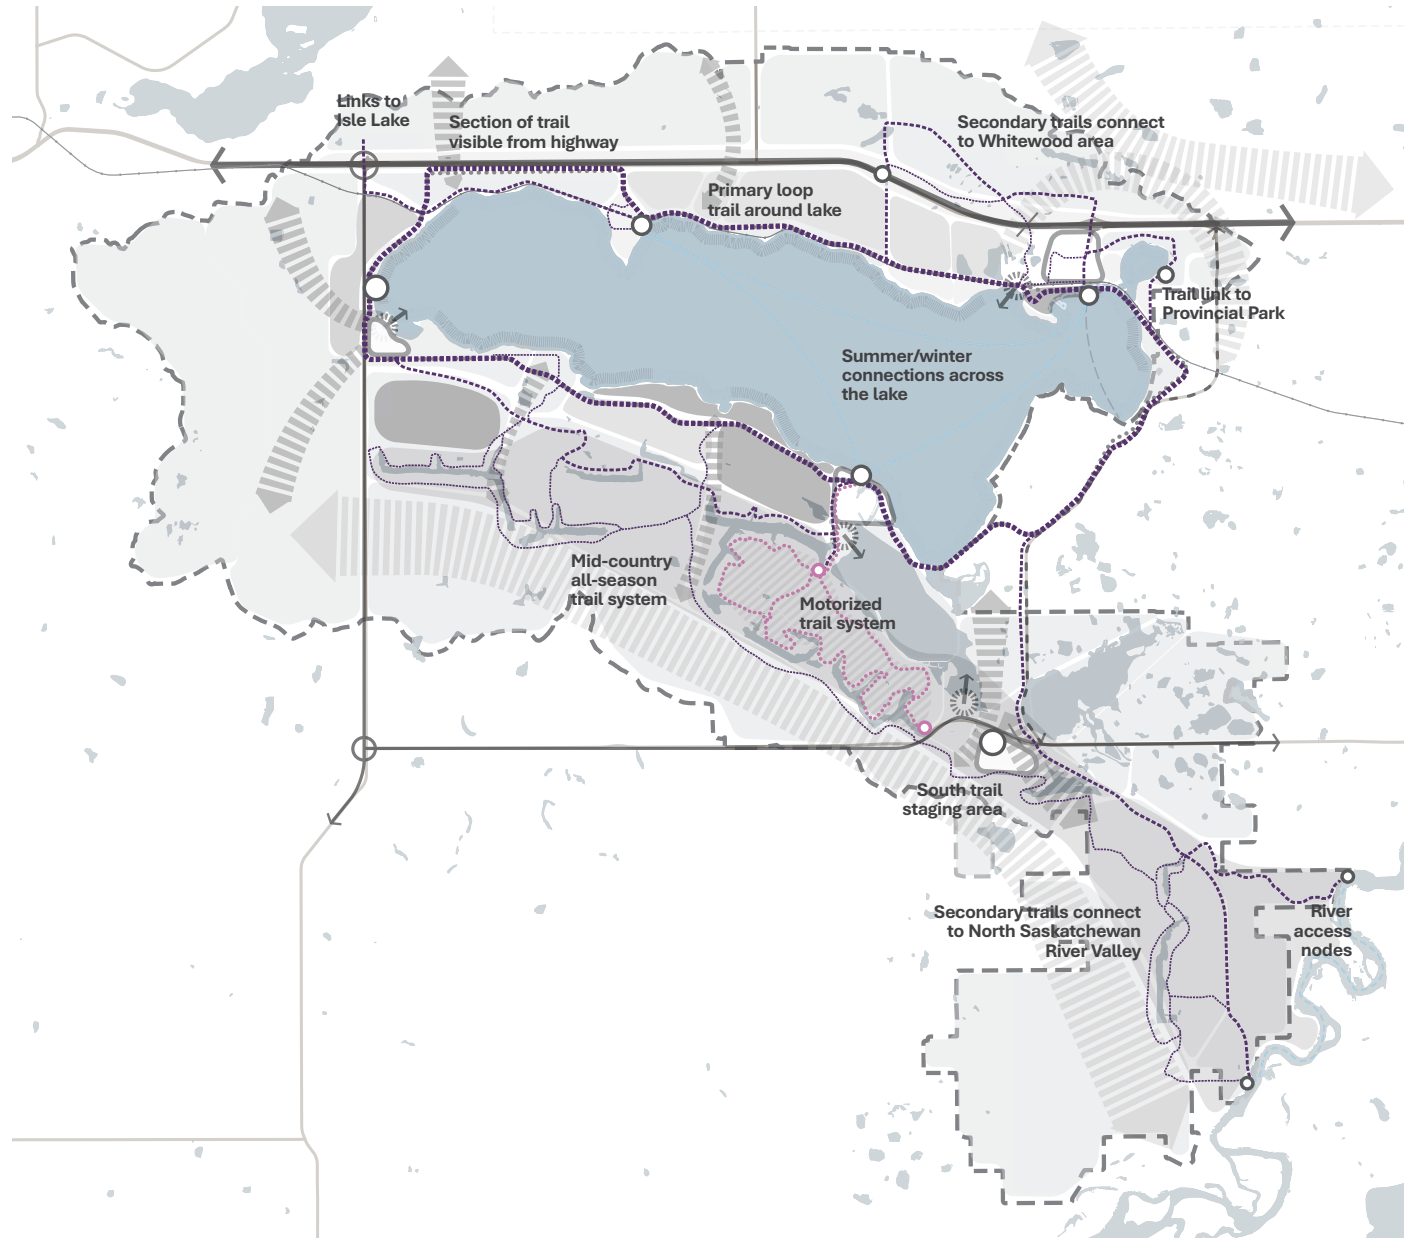 Links to
Isle Lake
Section of trail
visible from highway
Secondary trails connect
to Whitewood area
Primary loop
trail around lake
Trail link to
Provincial Park
Summer/winter
connections across
the lake
Mid-country
all-season
trail system
Motorized
trail system
South trail
staging area
Secondary trails connect
to North Saskatchewan
River Valley
River
access
nodes